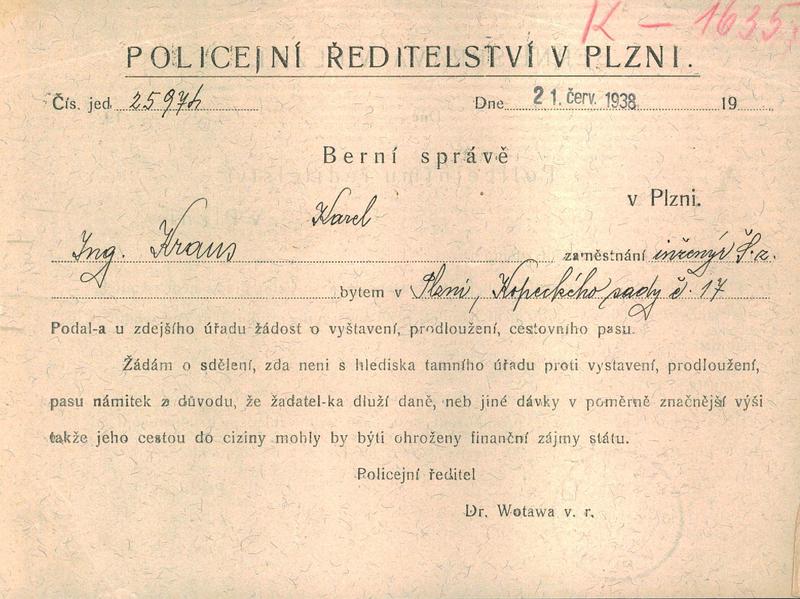 K - 1635
POLICEJNÍ ŘEDITELSTVÍ V PLZNI.
Čís. jed. 25974 Dne 21. červ. 1938 19
Berní správě
v Plzni.
Karel
Ing. Kraus zaměstnání inženýr Š. z.
bytem v Plzni, Kopeckého sady č. 17
Podal-a u zdejšího úřadu žádost o vyštavení, prodloužení, cestovního pasu.
Žádám o sdělení, zda neni s hlediska tamního úřadu proti vystavení, prodloužení,
pasu námitek z důvodu, že žadatel-ka dluží daně, neb jiné dávky v poměrně značnější výši
takže jeho cestou do ciziny mohly by býti ohroženy finanční zájmy státu.
Policejní ředitel
Dr. Wotawa v. r.